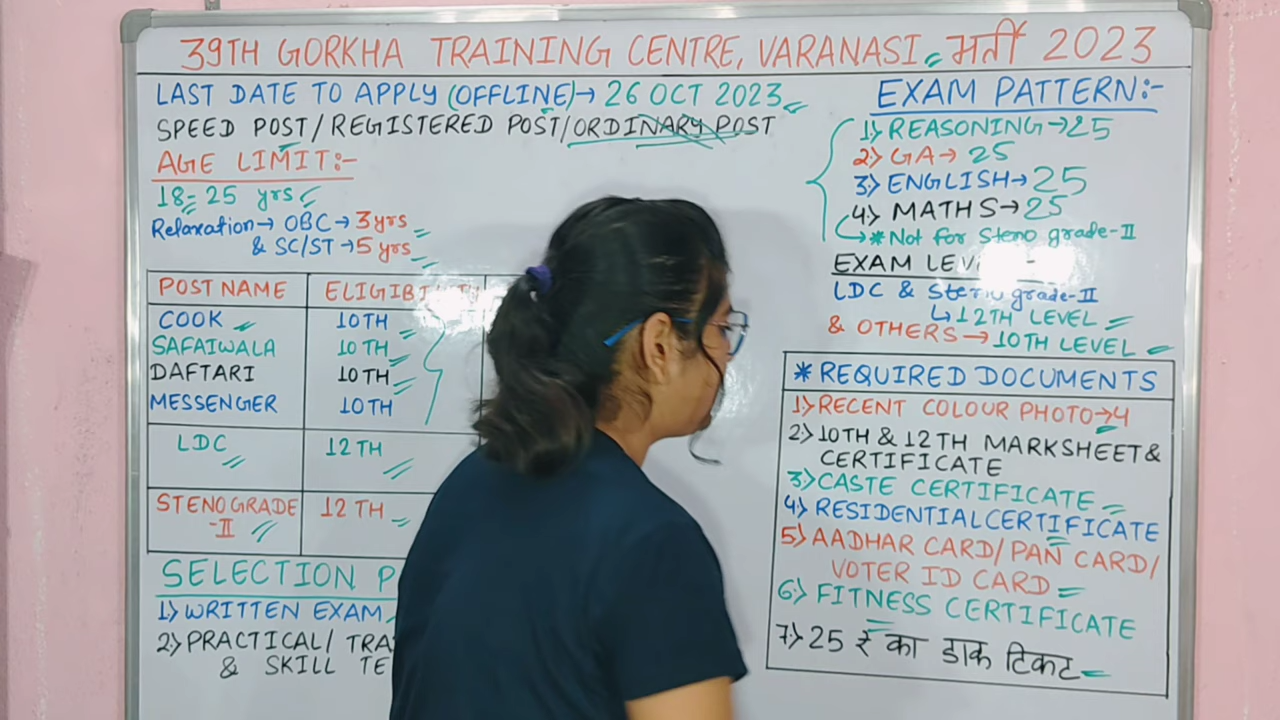 39TH GORKHA TRAINING CENTRE, VARANASI भर्ती 2023
LAST DATE TO APPLY (OFFLINE)→ 26 OCT 2023
SPEED POST/REGISTERED POST/ORDINARY POST
AGE LIMIT:-
18-25 yrs
Relaxation→ OBC→ 3yrs
& SC/ST→5 yrs
POST NAME
COOK
SAFAIWALA
DAFTARI
MESSENGER
LDC
STENO GRADE
-II
ELIGIBILITY
10TH
10TH
10TH
10TH
12TH
12TH
SELECTION
1) WRITTEN EXAM
2) PRACTICAL/
& SKILL
EXAM PATTERN:-
1) REASONING→25
2) GA→ 25
3) ENGLISH→25
4) MATHS→25
→*Not for Steno grade-II
EXAM
LDC & Steno grade-II
↳12TH LEVEL
& OTHERS→10TH LEVEL
* REQUIRED DOCUMENTS
1) RECENT COLOUR PHOTO→4
2) 10TH & 12TH MARKSHEET&
CERTIFICATE
3) CASTE CERTIFICATE
4) RESIDENTIAL CERTIFICATE
5) AADHAR CARD/PAN CARD/
VOTER ID CARD
6) FITNESS CERTIFICATE
7) 25 ₹ का डाक टिकट